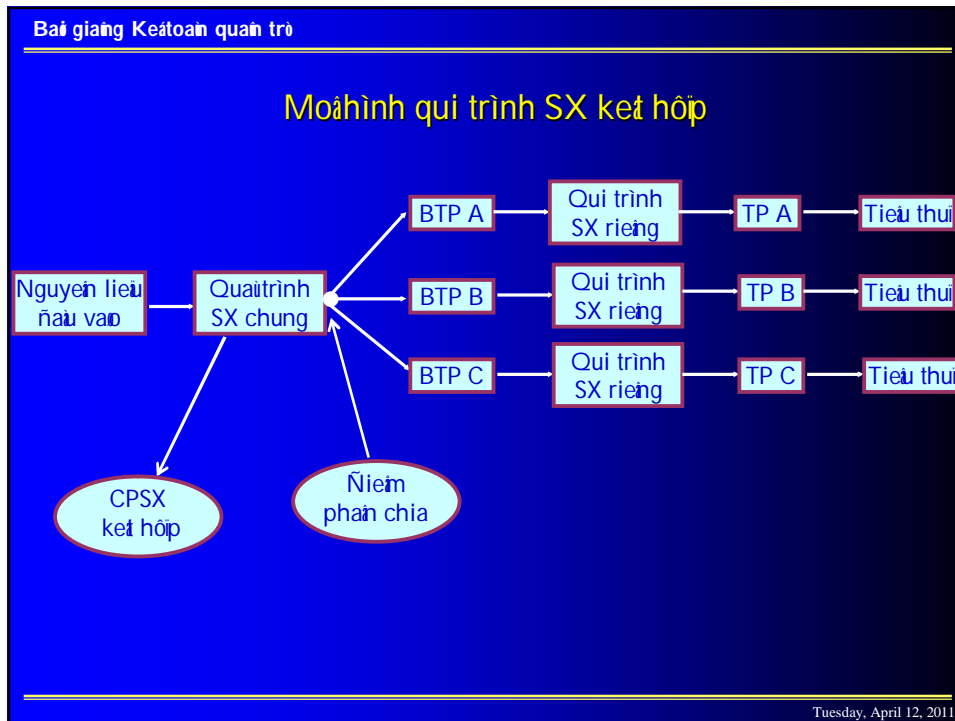 Baøi giaûng Keá toaùn quaûn trò
Moâ hình qui trình SX keát hôïp
BTP A
Qui trình
SX rieâng
TP A
Tieâu thuï
Nguyeân lieäu
ñaàu vaøo
Quaù trình
SX chung
BTP B
Qui trình
SX rieâng
TP B
Tieâu thuï
BTP C
Qui trình
SX rieâng
TP C
Tieâu thuï
CPSX
keát hôïp
Ñieåm
phaân chia
Tuesday, April 12, 2011